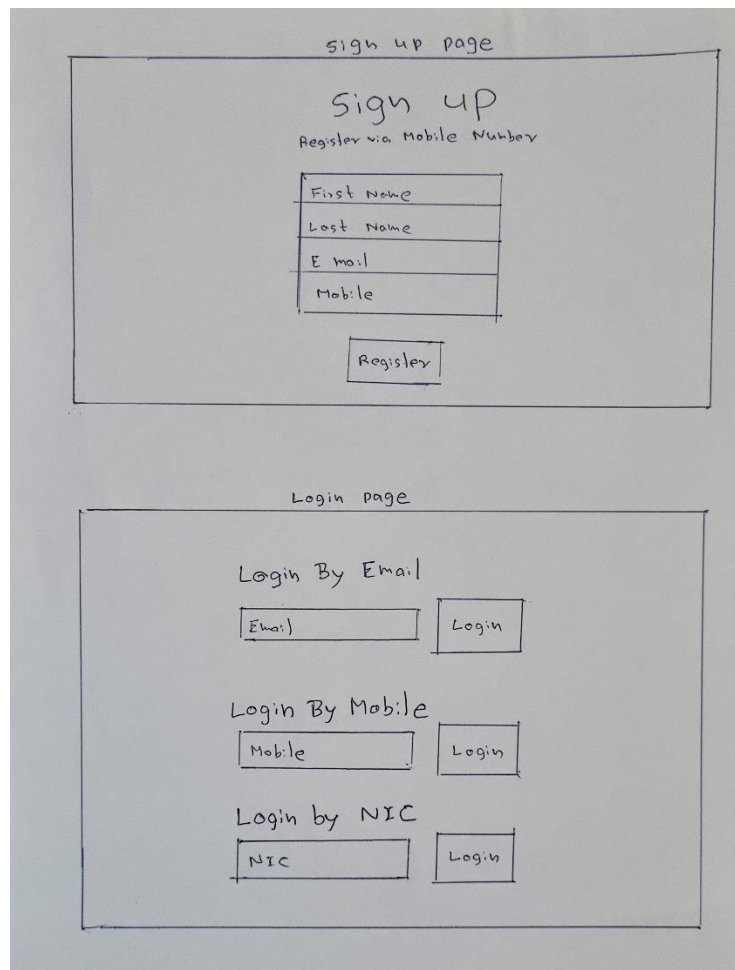 Sign up page
Sign up
Register via Mobile Number
First Name
Last Name
E mail
Mobile
Register
Login page
Login By Email
Email
Login
Login By Mobile
Mobile
Login
Login by NIC
NIC
Login